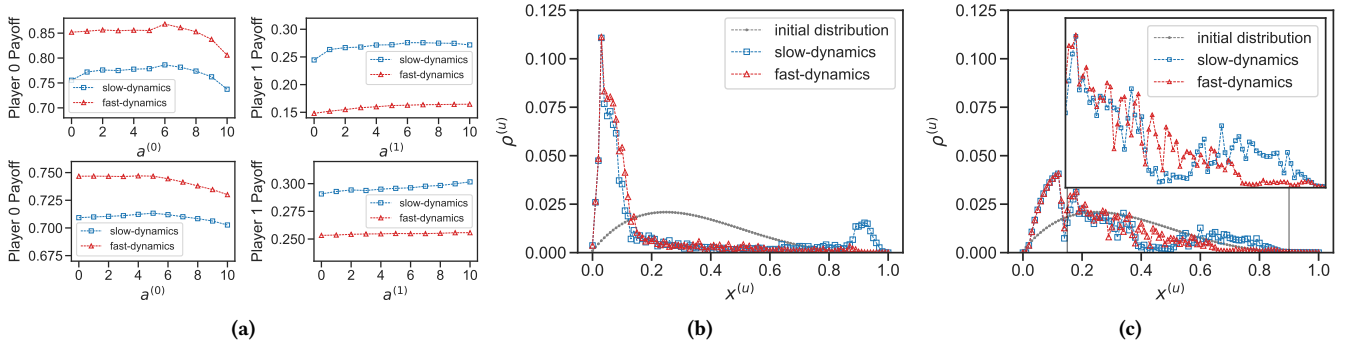 Player 0 Payoff
0.85
0.80
0.75
0.70
slow-dynamics
fast-dynamics
0 2 4 6 8 10
a^(0)
Player 1 Payoff
0.30
0.25
0.20
0.15
slow-dynamics
fast-dynamics
0 2 4 6 8 10
a^(1)
Player 0 Payoff
0.750
0.725
0.700
0.675
slow-dynamics
fast-dynamics
0 2 4 6 8 10
a^(0)
Player 1 Payoff
0.300
0.275
0.250
slow-dynamics
fast-dynamics
0 2 4 6 8 10
a^(1)
(a)
ρ^(u)
0.125
0.100
0.075
0.050
0.025
0.000
initial distribution
slow-dynamics
fast-dynamics
0.0 0.2 0.4 0.6 0.8 1.0
x^(u)
(b)
ρ^(u)
0.125
0.100
0.075
0.050
0.025
0.000
initial distribution
slow-dynamics
fast-dynamics
0.0 0.2 0.4 0.6 0.8 1.0
x^(u)
(c)